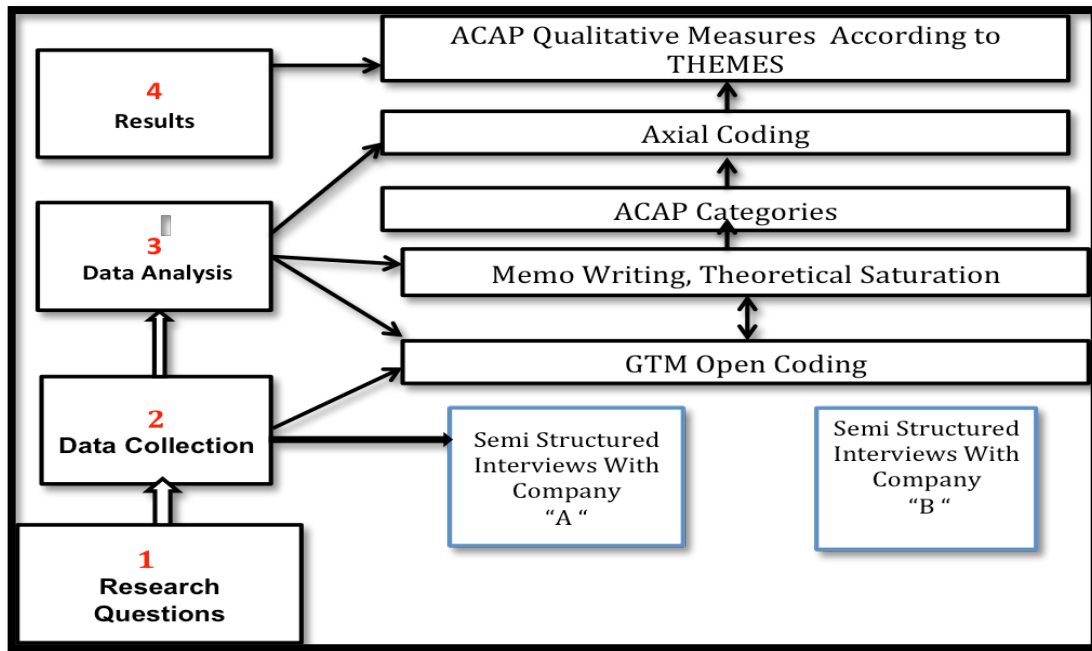 4
Results
3
Data Analysis
2
Data Collection
1
Research
Questions
ACAP Qualitative Measures According to
THEMES
Axial Coding
ACAP Categories
Memo Writing, Theoretical Saturation
GTM Open Coding
Semi Structured
Interviews With
Company
“A “
Semi Structured
Interviews With
Company
“B “